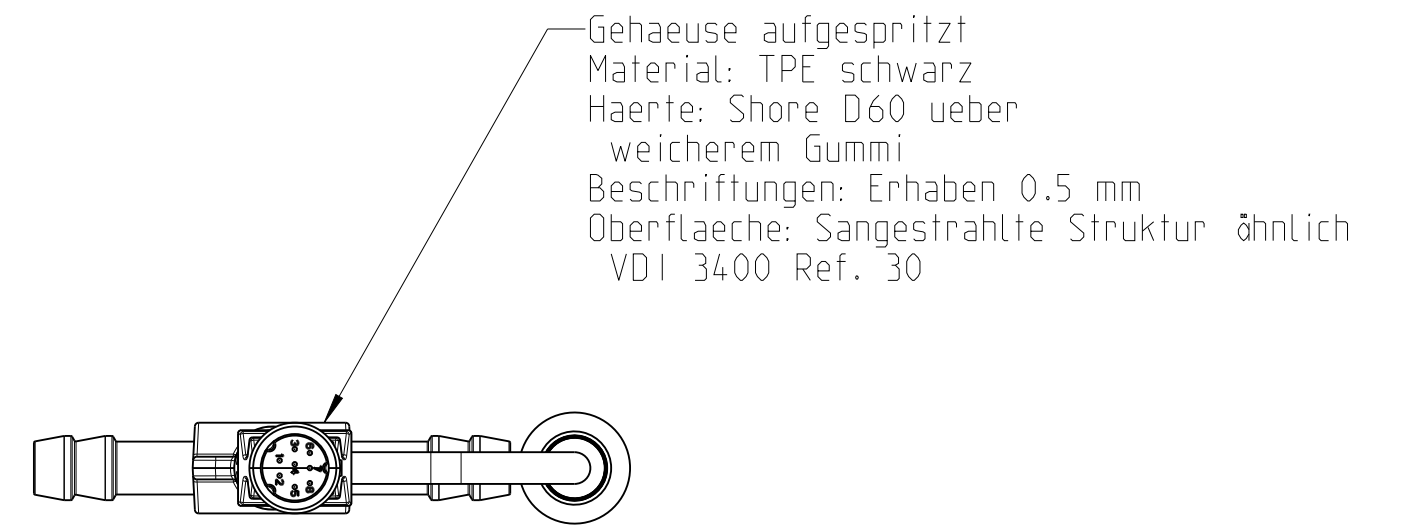 Gehaeuse aufgespritzt
Material: TPE schwarz
Haerte: Shore D60 ueber
weicherem Gummi
Beschriftungen: Erhaben 0.5 mm
Oberflaeche: Sangestrahlte Struktur ähnlich
VDI 3400 Ref. 30